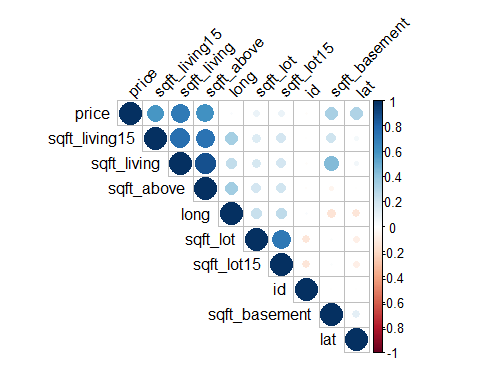 price
sqft_living15
sqft_living
sqft_above
long
sqft_lot
sqft_lot15
id
sqft_basement
lat
price
sqft_living15
sqft_living
sqft_above
long
sqft_lot
sqft_lot15
id
sqft_basement
lat
1
0.8
0.6
0.4
0.2
0
-0.2
-0.4
-0.6
-0.8
-1